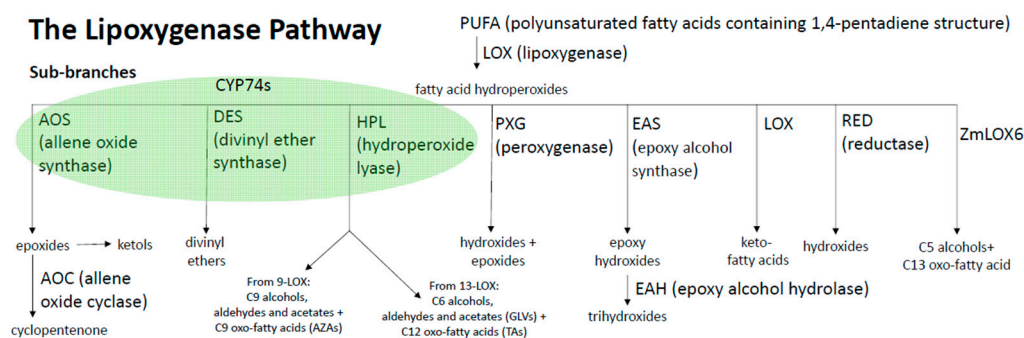 The Lipoxygenase Pathway
PUFA (polyunsaturated fatty acids containing 1,4-pentadiene structure)
LOX (lipoxygenase)
Sub-branches
CYP74s
fatty acid hydroperoxides
AOS
(allene oxide
synthase)
DES
(divinyl ether
synthase)
HPL
(hydroperoxide
lyase)
PXG
(peroxygenase)
EAS
(epoxy alcohol
synthase)
LOX
RED
(reductase)
ZmLOX6
epoxides
ketols
divinyl
ethers
hydroxides +
epoxides
epoxy
hydroxides
keto-
fatty acids
hydroxides
C5 alcohols+
C13 oxo-fatty acid
AOC (allene
oxide cyclase)
cyclopentenone
From 9-LOX:
C9 alcohols,
aldehydes and acetates +
C9 oxo-fatty acids (AZAs)
From 13-LOX:
C6 alcohols,
aldehydes and acetates (GLVs) +
C12 oxo-fatty acids (TAs)
EAH (epoxy alcohol hydrolase)
trihydroxides